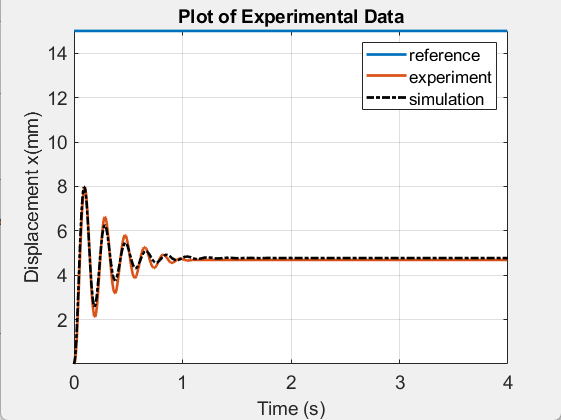 Plot of Experimental Data
reference
experiment
simulation
14
12
10
8
6
4
2
Displacement x(mm)
0
1
2
3
4
Time (s)